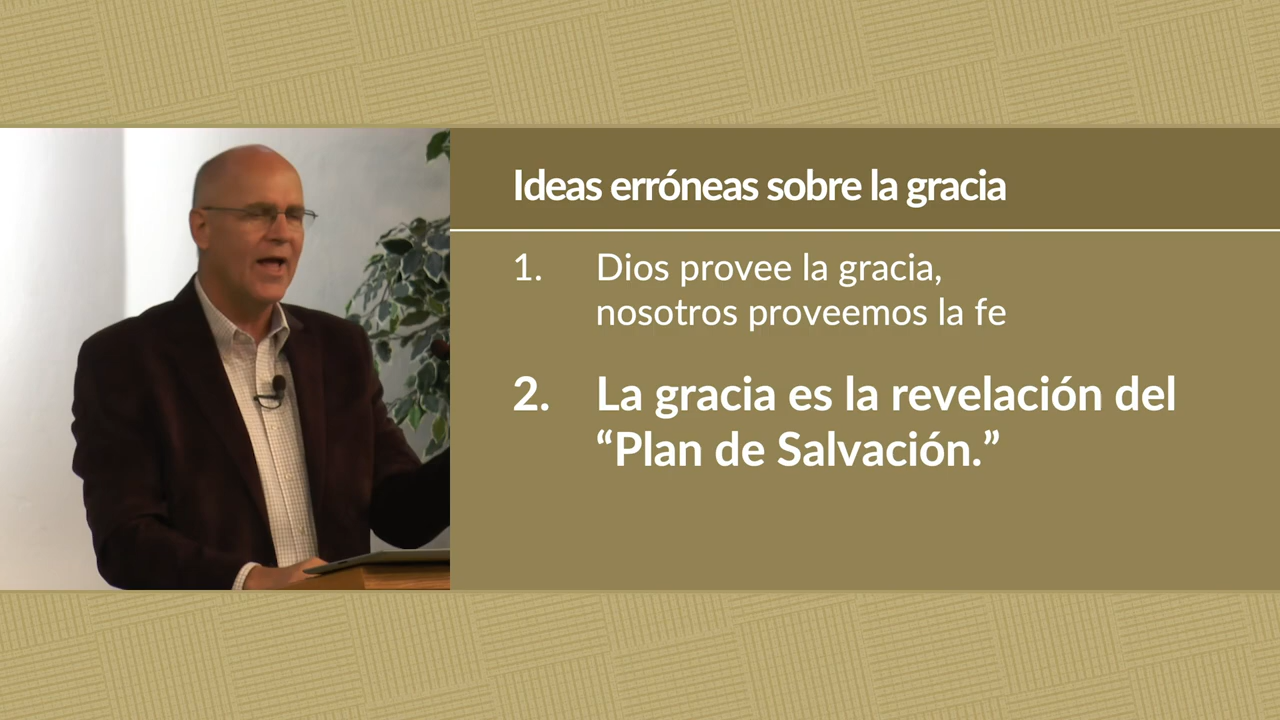 Ideas erróneas sobre la gracia
1. Dios provee la gracia,
nosotros proveemos la fe
2. La gracia es la revelación del
“Plan de Salvación.”